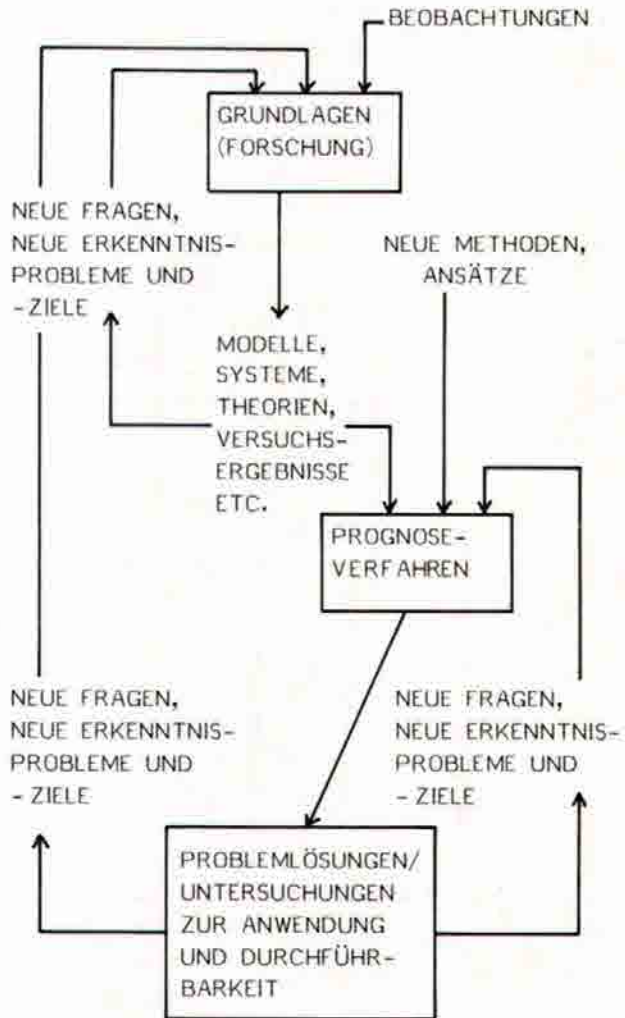 BEOBACHTUNGEN
GRUNDLAGEN
(FORSCHUNG)
NEUE FRAGEN,
NEUE ERKENNTNIS-
PROBLEME UND
-ZIELE
NEUE METHODEN,
ANSÄTZE
MODELLE,
SYSTEME,
THEORIEN,
VERSUCHS-
ERGEBNISSE
ETC.
PROGNOSE-
VERFAHREN
NEUE FRAGEN,
NEUE ERKENNTNIS-
PROBLEME UND
-ZIELE
NEUE FRAGEN,
NEUE ERKENNTNIS-
PROBLEME UND
-ZIELE
PROBLEMLÖSUNGEN/
UNTERSUCHUNGEN
ZUR ANWENDUNG
UND DURCHFÜHR-
BARKEIT